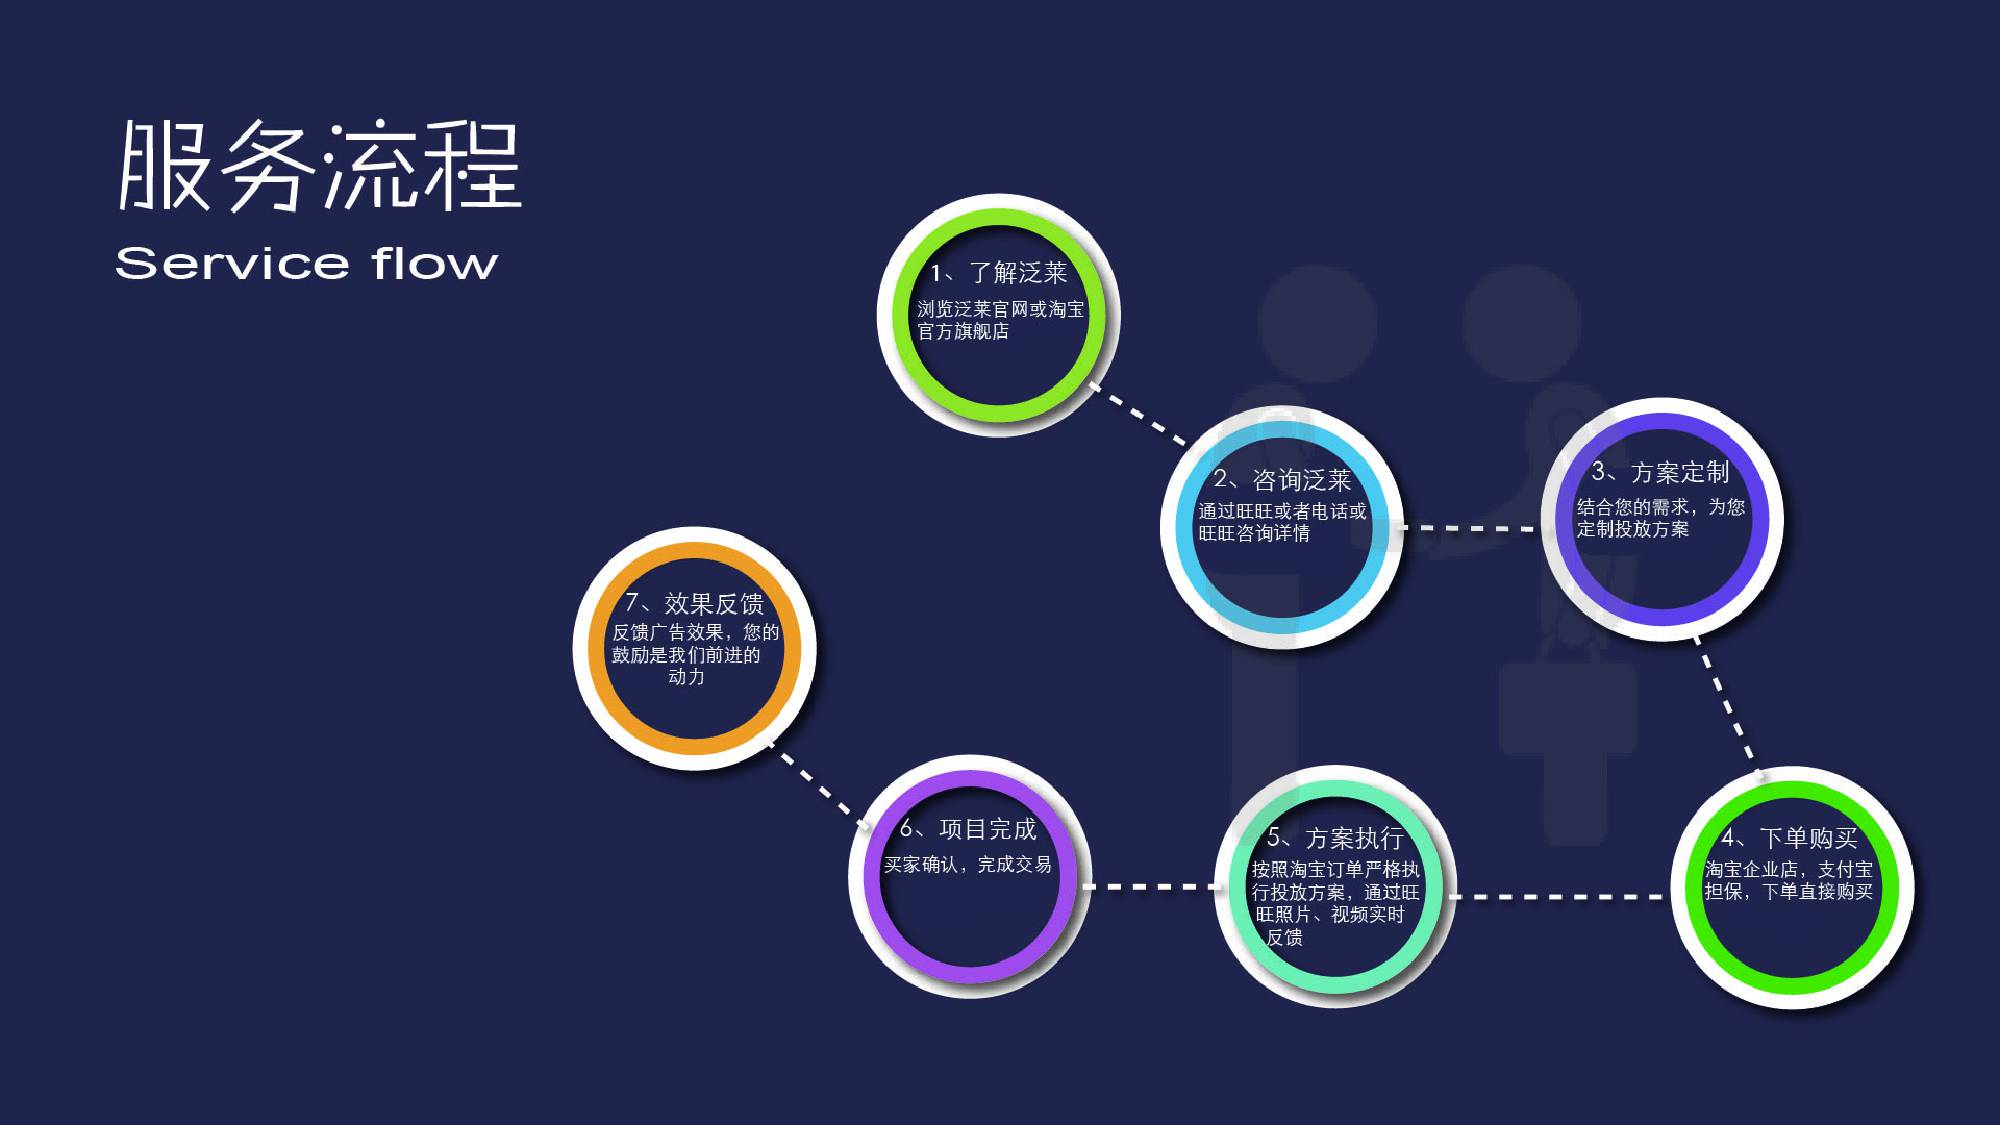 服务流程
Service flow
1、了解泛莱
浏览泛莱官网或淘宝
官方旗舰店
2、咨询泛莱
通过旺旺或者电话或
旺旺咨询详情
3、方案定制
结合您的需求，为您
定制投放方案
4、下单购买
淘宝企业店，支付宝
担保，下单直接购买
5、方案执行
按照淘宝订单严格执
行投放方案，通过旺
旺照片、视频实时
反馈
6、项目完成
买家确认，完成交易
7、效果反馈
反馈广告效果，您的
鼓励是我们前进的
动力